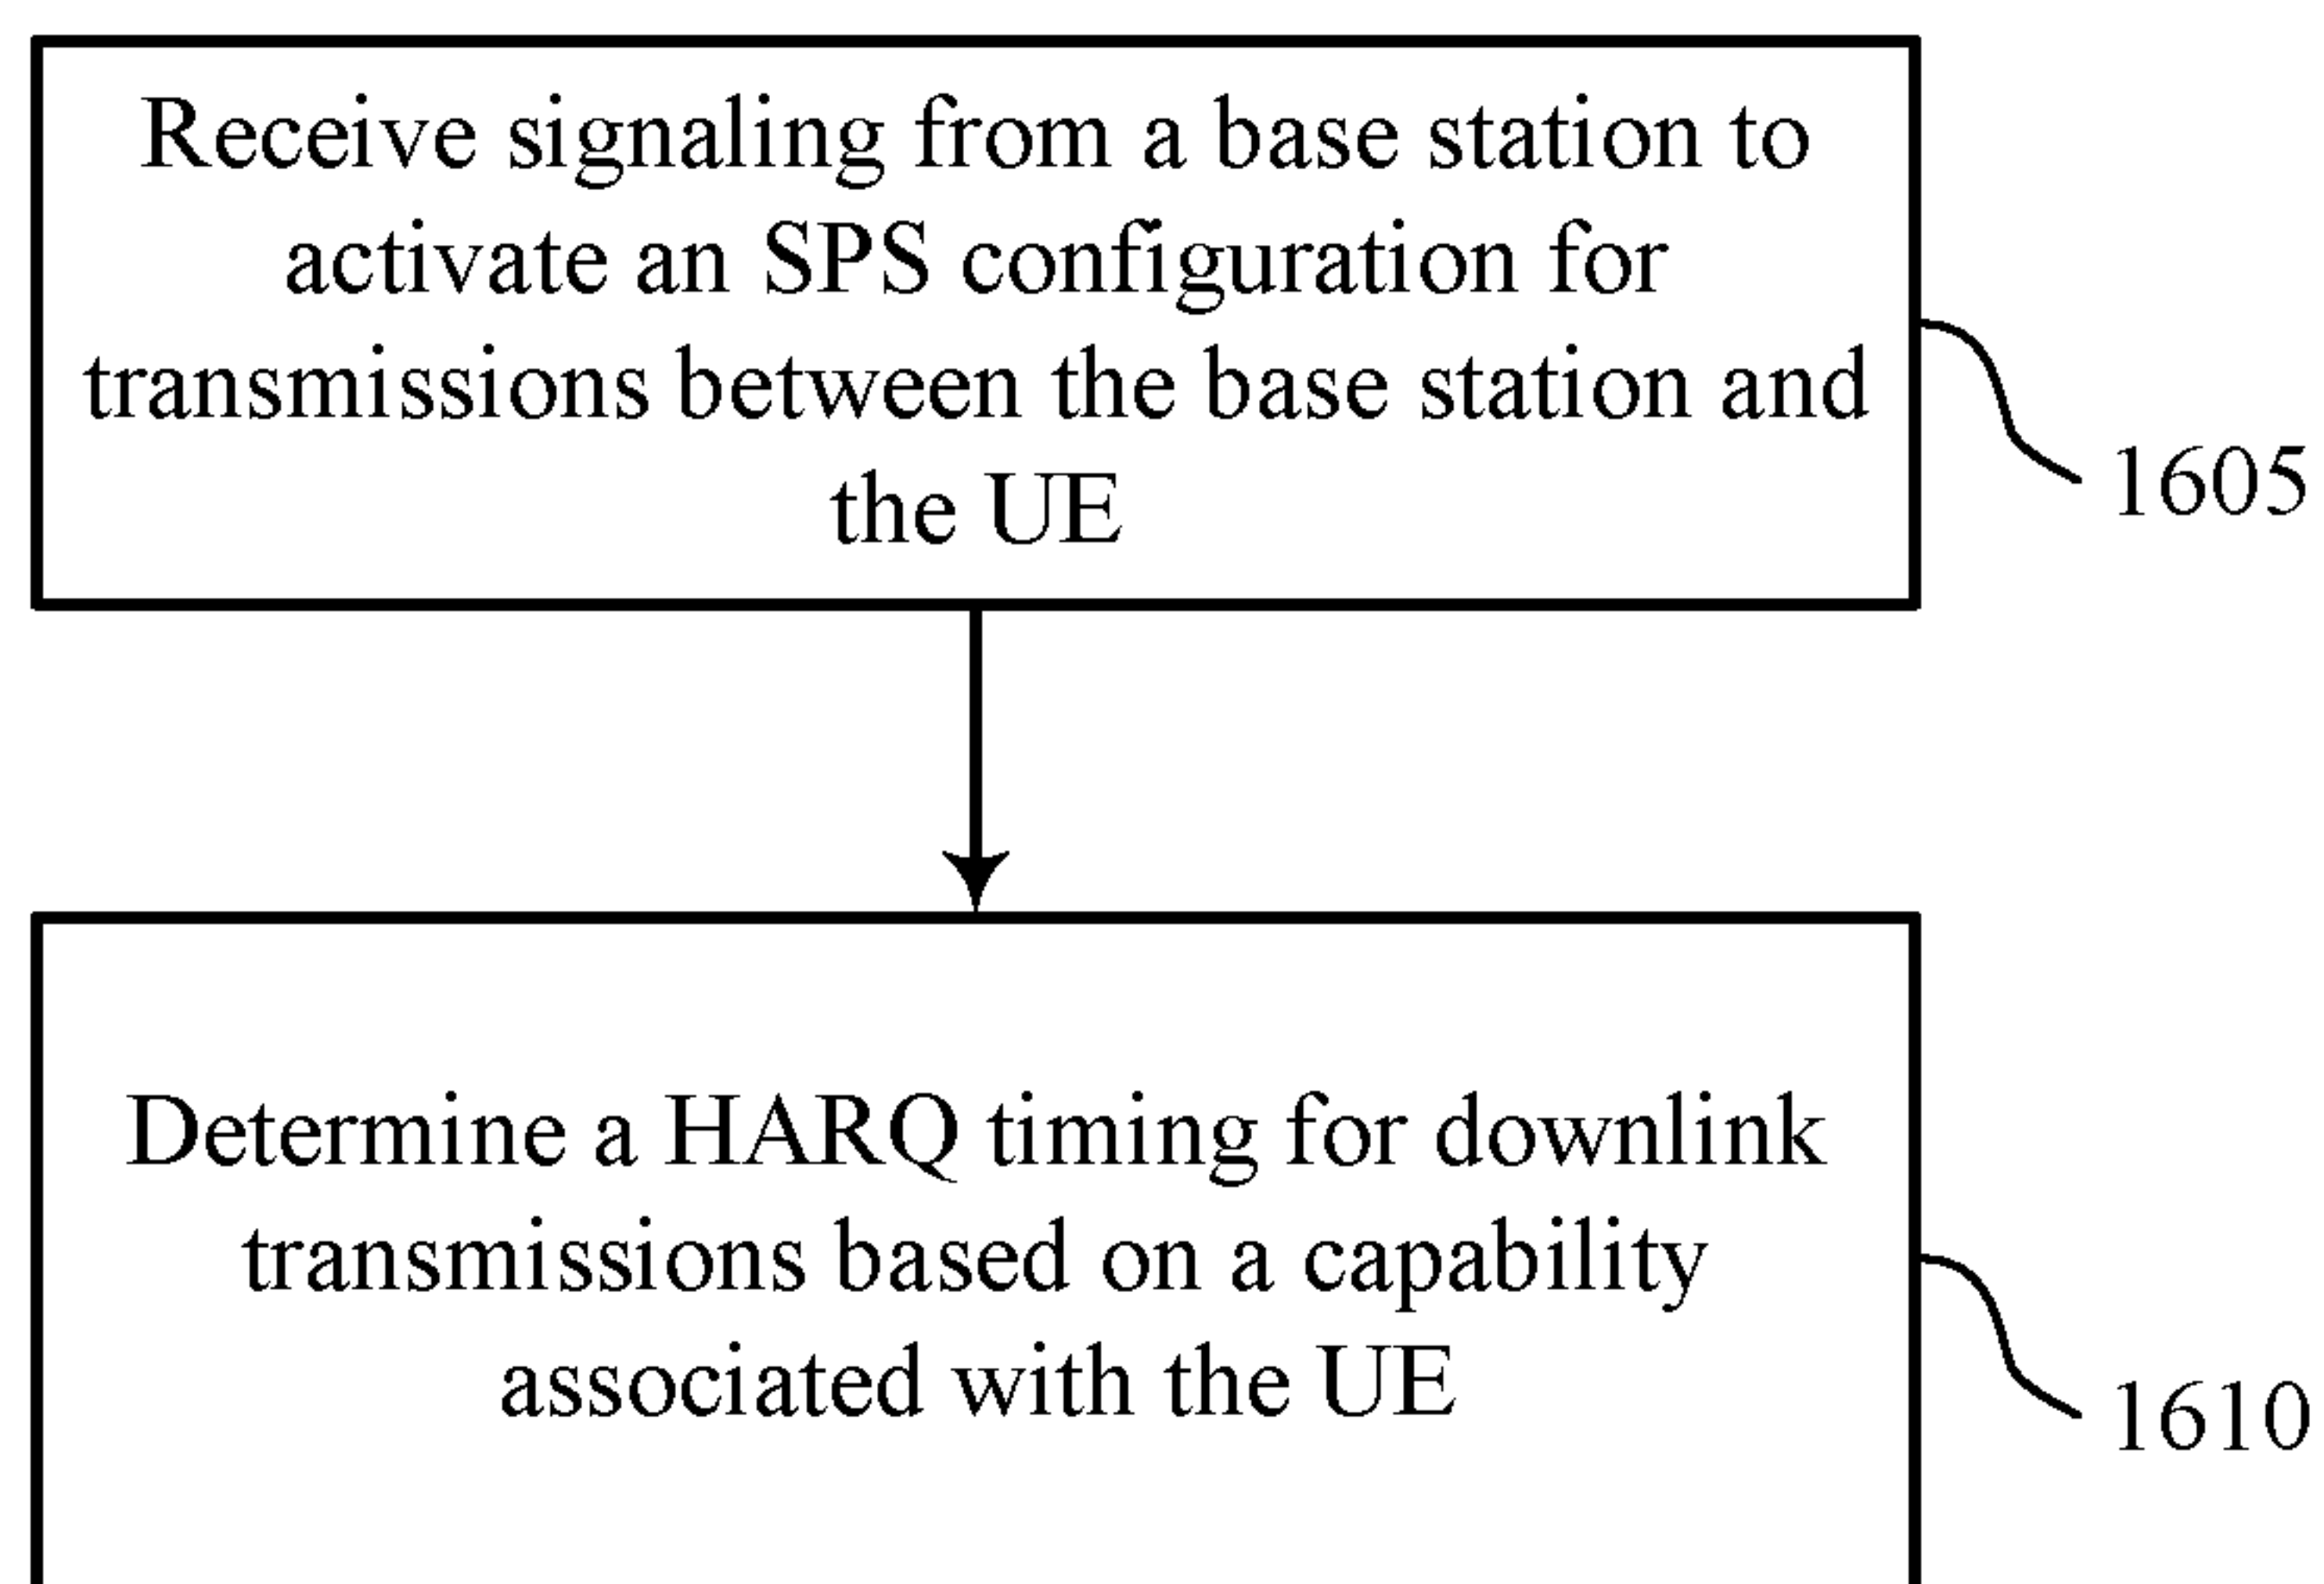 Receive signaling from a base station to
activate an SPS configuration for
transmissions between the base station and
the UE
1605
Determine a HARQ timing for downlink
transmissions based on a capability
associated with the UE
1610